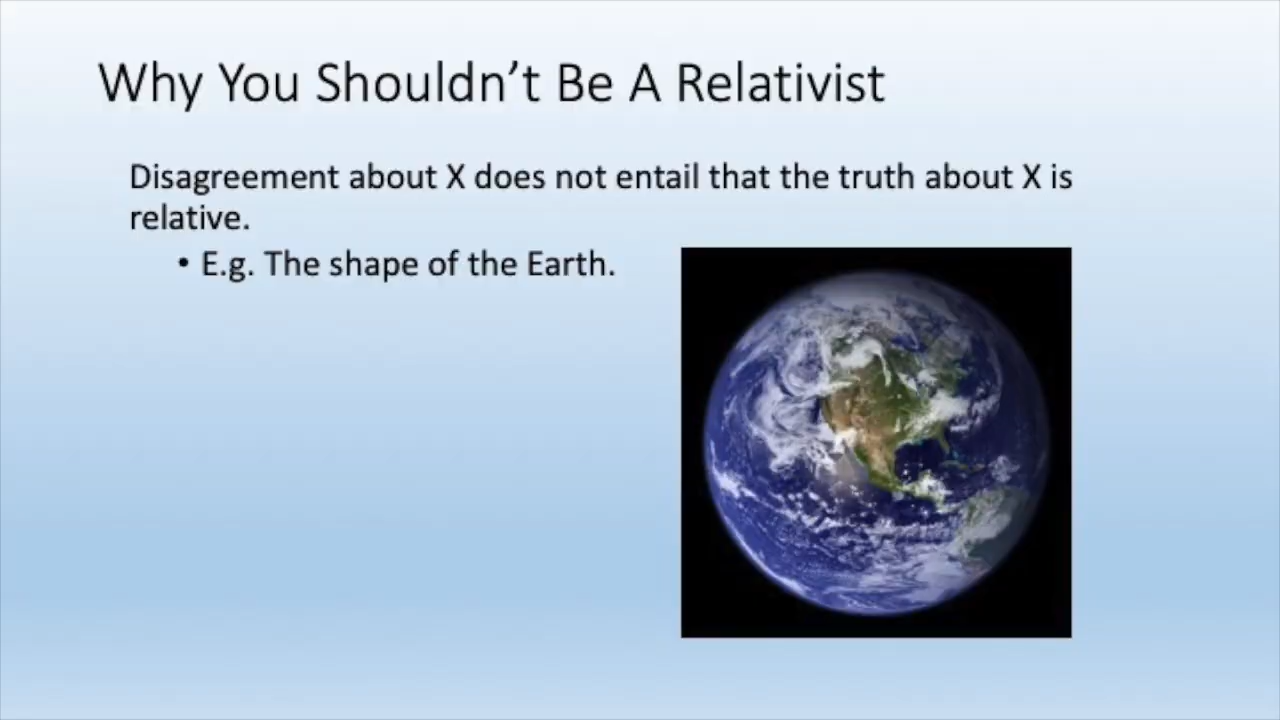 Why You Shouldn’t Be A Relativist
Disagreement about X does not entail that the truth about X is
relative.
• E.g. The shape of the Earth.